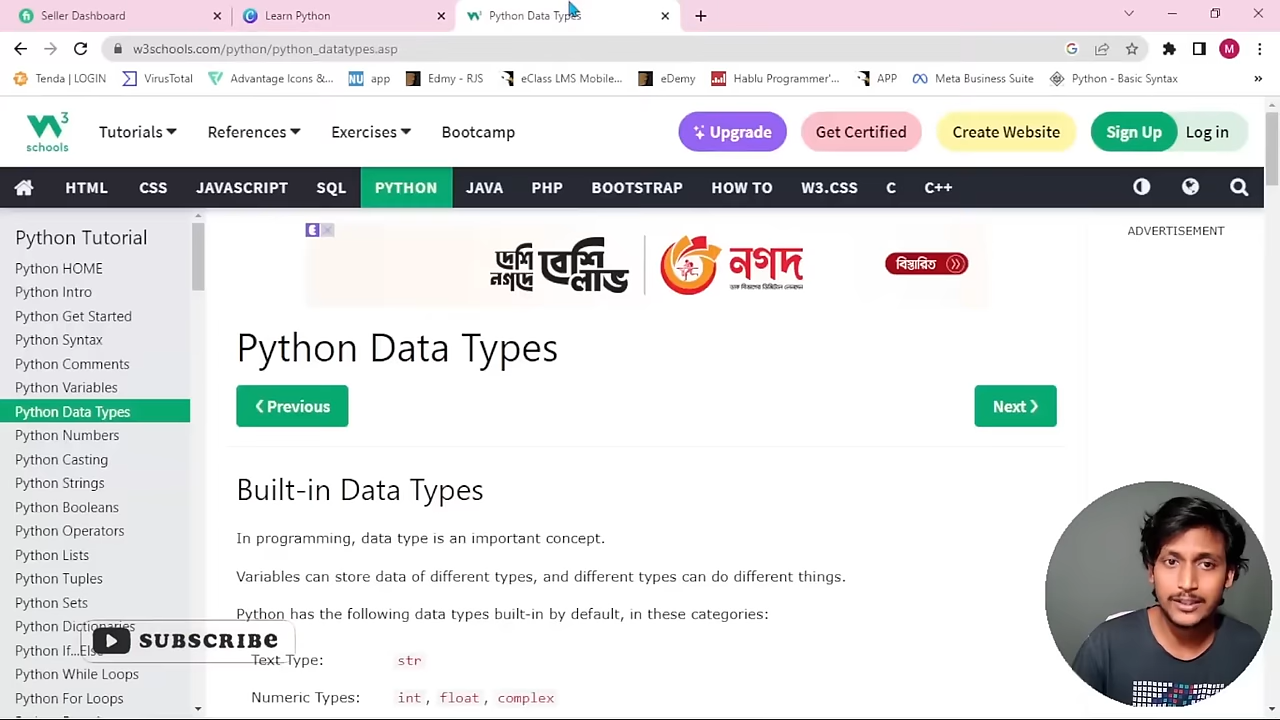 Seller Dashboard
Learn Python
Python Data Types
w3schools.com/python/python_datatypes.asp
Tenda | LOGIN
VirusTotal
Advantage Icons &...
NU app
Edmy - RJS
eClass LMS Mobile...
eDemy
Hablu Programmer'...
APP
Meta Business Suite
Python - Basic Syntax
»
W3 schools
Tutorials
References
Exercises
Bootcamp
Upgrade
Get Certified
Create Website
Sign Up
Log in
HTML
CSS
JAVASCRIPT
SQL
PYTHON
JAVA
PHP
BOOTSTRAP
HOW TO
W3.CSS
C
C++
Python Tutorial
Python HOME
Python Intro
Python Get Started
Python Syntax
Python Comments
Python Variables
Python Data Types
Python Numbers
Python Casting
Python Strings
Python Booleans
Python Operators
Python Lists
Python Tuples
Python Sets
Python Dictionaries
Python If...Else
Python While Loops
Python For Loops
দেশি নগদে বেশি লাভ
নগদ
বিস্তারিত
ADVERTISEMENT
Python Data Types
❮ Previous
Next ❯
Built-in Data Types
In programming, data type is an important concept.
Variables can store data of different types, and different types can do different things.
Python has the following data types built-in by default, in these categories:
Text Type: str
Numeric Types: int, float, complex
SUBSCRIBE
M